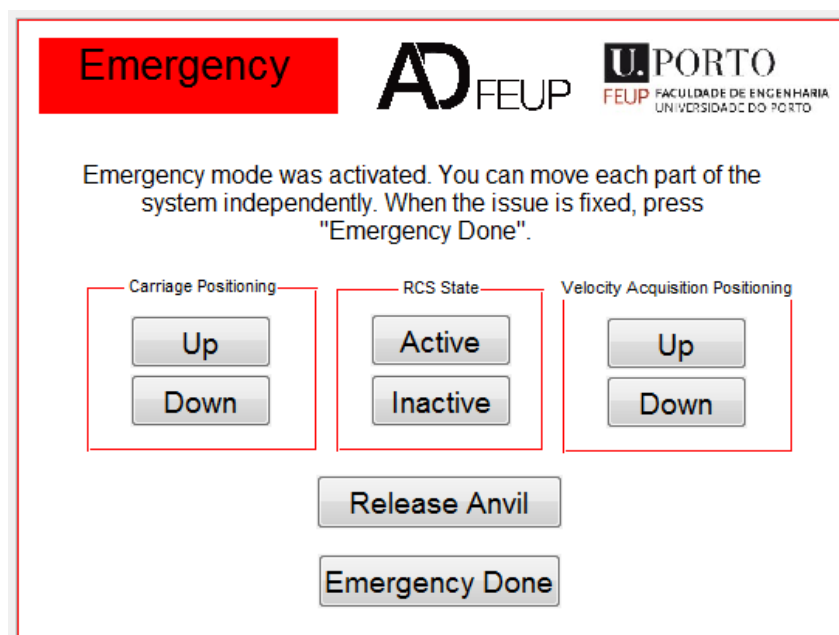 Emergency
AD FEUP
U. PORTO
FEUP FACULDADE DE ENGENHARIA
UNIVERSIDADE DO PORTO
Emergency mode was activated. You can move each part of the
system independently. When the issue is fixed, press
"Emergency Done".
Carriage Positioning
RCS State
Velocity Acquisition Positioning
Up
Active
Up
Down
Inactive
Down
Release Anvil
Emergency Done